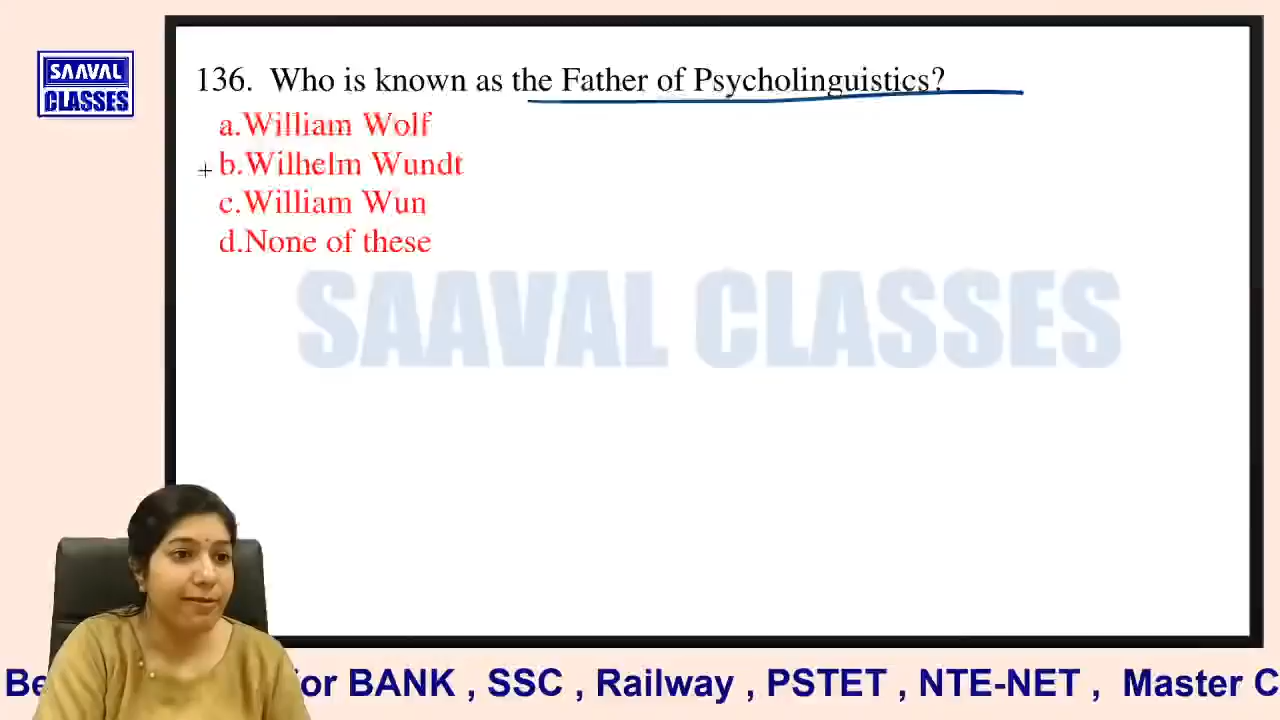 SAAVAL
CLASSES
136. Who is known as the Father of Psycholinguistics?
a.William Wolf
b.Wilhelm Wundt
c.William Wun
d.None of these
SAAVAL CLASSES
for BANK , SSC , Railway , PSTET , NTE-NET , Master